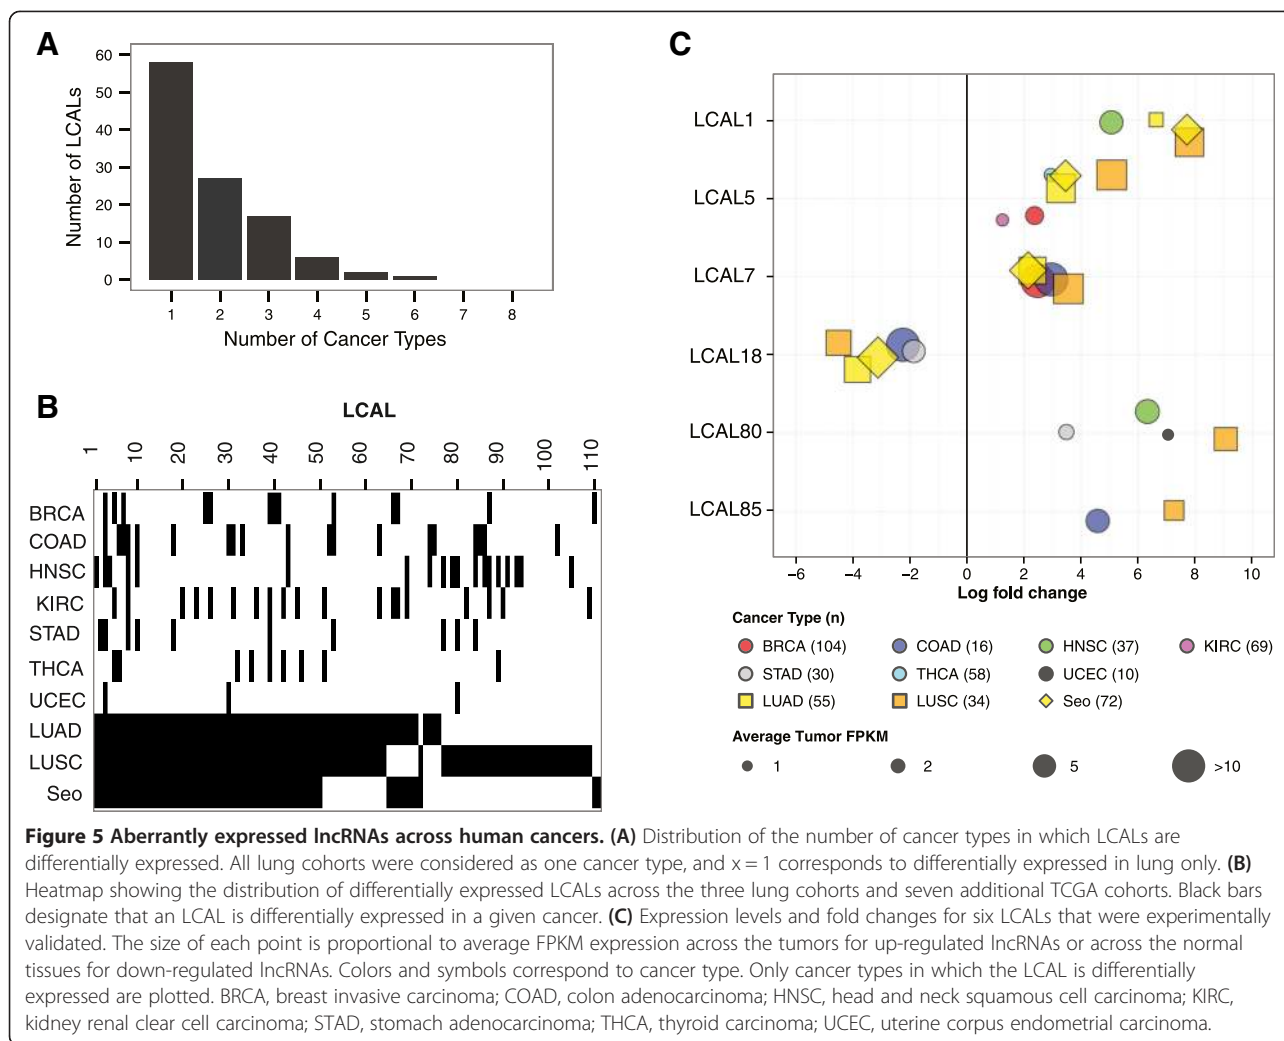 A
Number of LCALs
60
50
40
30
20
10
0
1 2 3 4 5 6 7 8
Number of Cancer Types
B
LCAL
1 10 20 30 40 50 60 70 80 90 100 110
BRCA
COAD
HNSC
KIRC
STAD
THCA
UCEC
LUAD
LUSC
Seo
C
LCAL1
LCAL5
LCAL7
LCAL18
LCAL80
LCAL85
−6 −4 −2 0 2 4 6 8 10
Log fold change
Cancer Type (n)
BRCA (104) COAD (16) HNSC (37) KIRC (69)
STAD (30) THCA (58) UCEC (10)
LUAD (55) LUSC (34) Seo (72)
Average Tumor FPKM
1 2 5 >10
Figure 5 Aberrantly expressed lncRNAs across human cancers. (A) Distribution of the number of cancer types in which LCALs are
differentially expressed. All lung cohorts were considered as one cancer type, and x = 1 corresponds to differentially expressed in lung only. (B)
Heatmap showing the distribution of differentially expressed LCALs across the three lung cohorts and seven additional TCGA cohorts. Black bars
designate that an LCAL is differentially expressed in a given cancer. (C) Expression levels and fold changes for six LCALs that were experimentally
validated. The size of each point is proportional to average FPKM expression across the tumors for up-regulated lncRNAs or across the normal
tissues for down-regulated lncRNAs. Colors and symbols correspond to cancer type. Only cancer types in which the LCAL is differentially
expressed are plotted. BRCA, breast invasive carcinoma; COAD, colon adenocarcinoma; HNSC, head and neck squamous cell carcinoma; KIRC,
kidney renal clear cell carcinoma; STAD, stomach adenocarcinoma; THCA, thyroid carcinoma; UCEC, uterine corpus endometrial carcinoma.